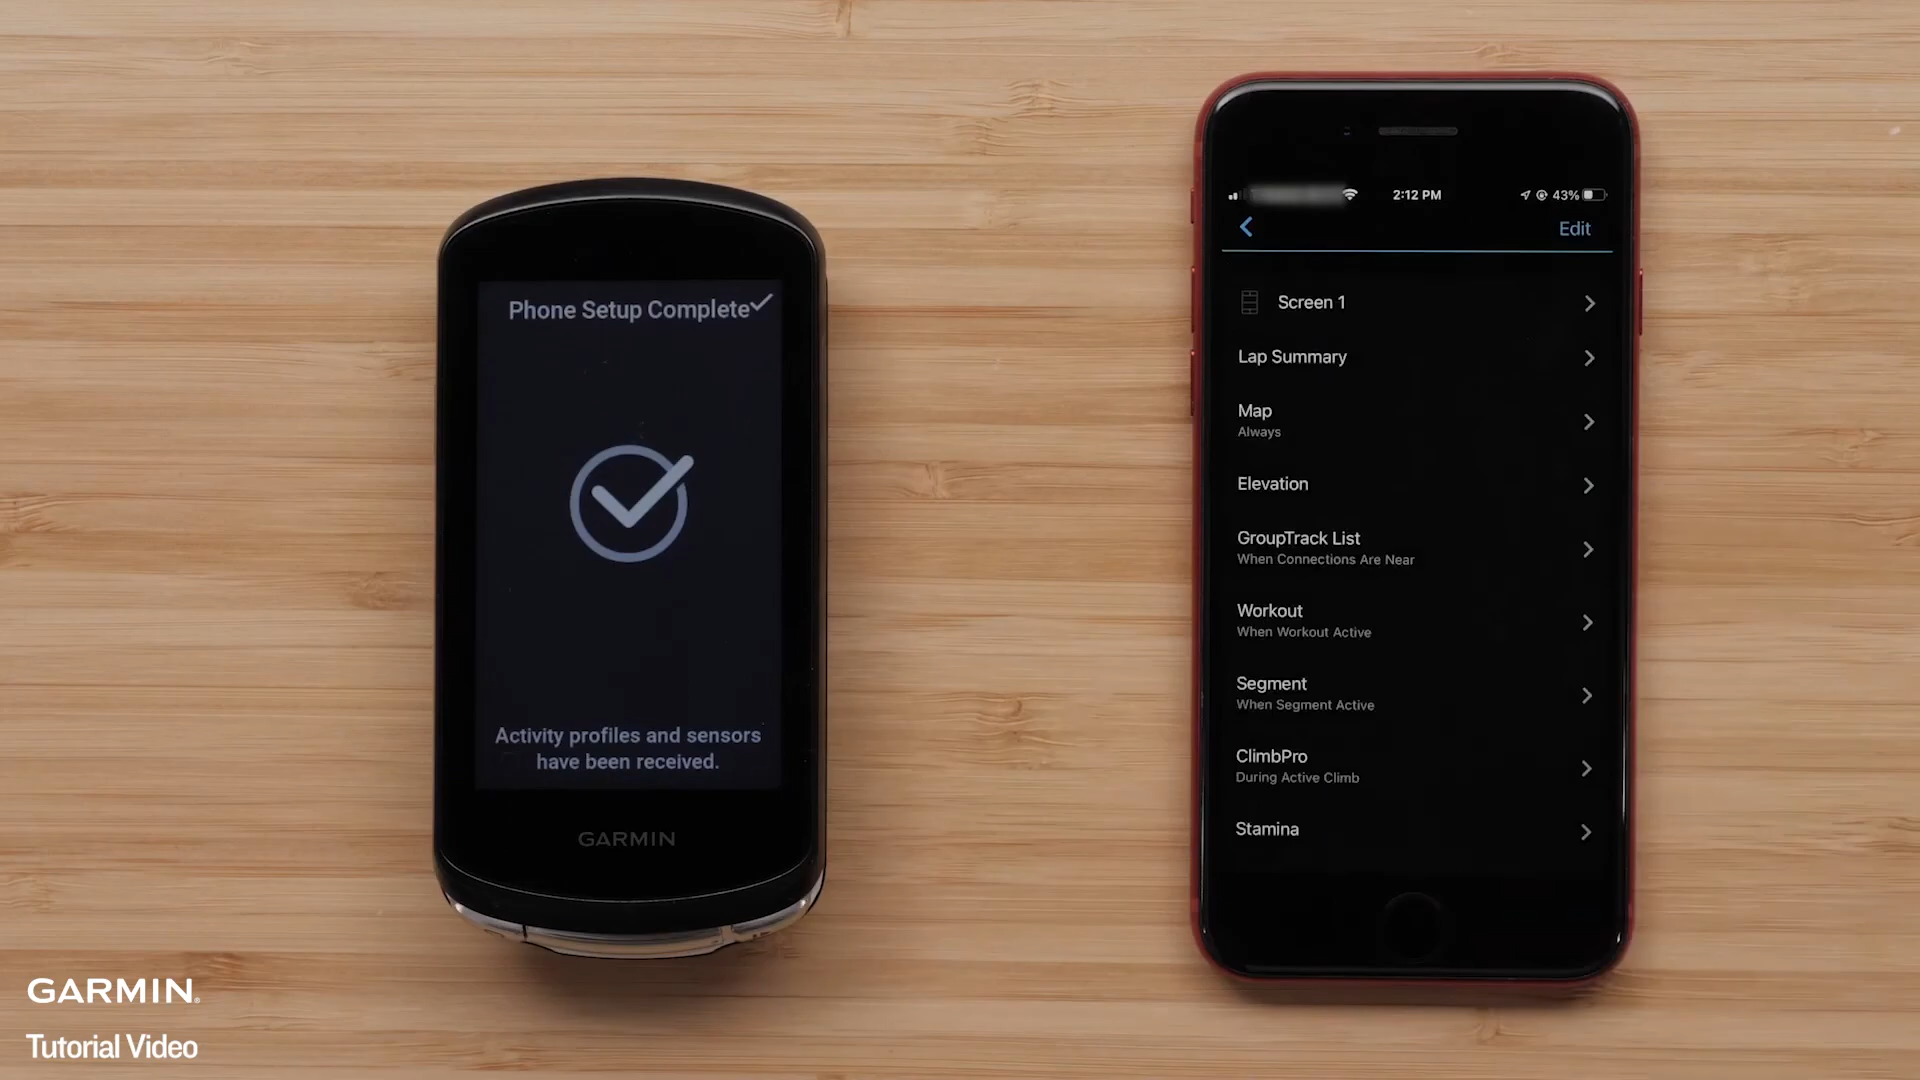 Phone Setup Complete
Activity profiles and sensors
have been received.
GARMIN
2:12 PM
43%
Edit
Screen 1
Lap Summary
Map
Always
Elevation
GroupTrack List
When Connections Are Near
Workout
When Workout Active
Segment
When Segment Active
ClimbPro
During Active Climb
Stamina
GARMIN®
Tutorial Video